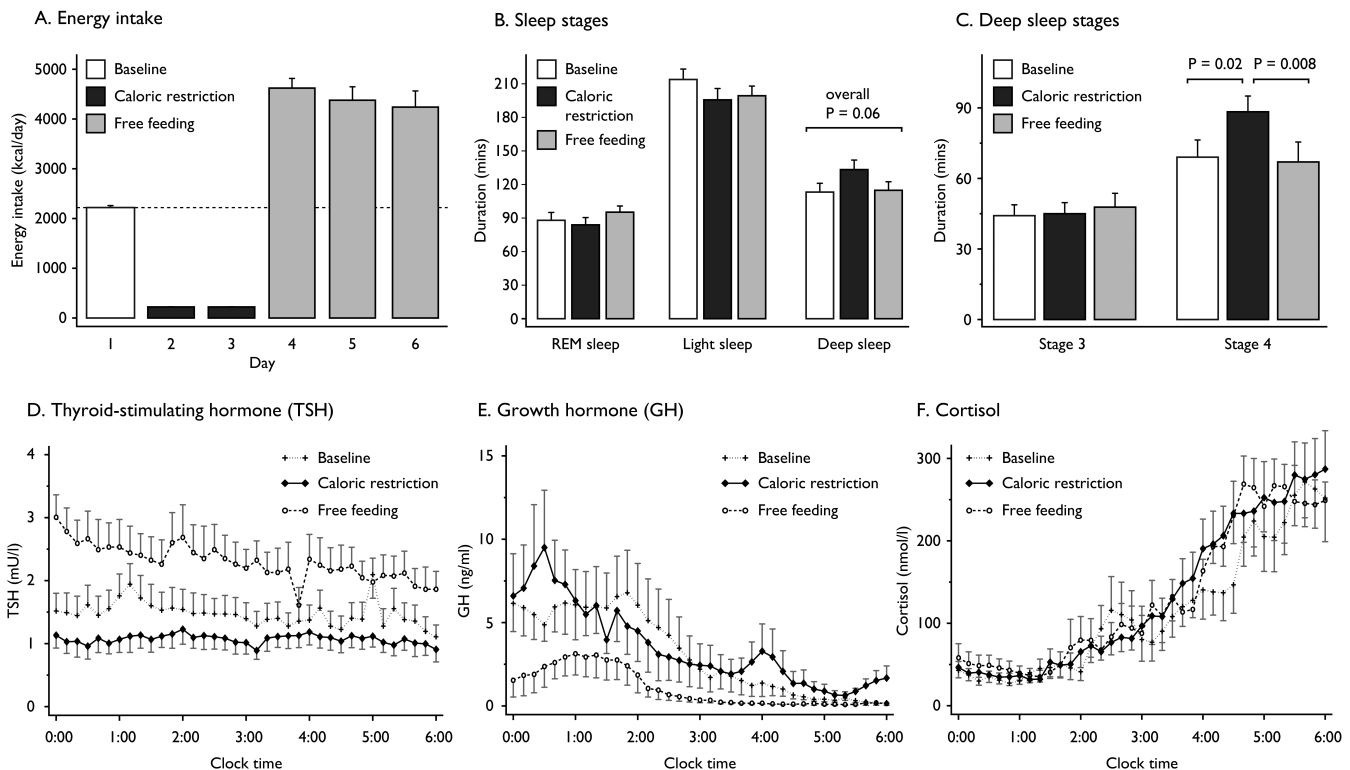 A. Energy intake
Energy intake (kcal/day)
5000
4000
3000
2000
1000
0
Baseline
Caloric restriction
Free feeding
1 2 3 4 5 6
Day
B. Sleep stages
Duration (mins)
210
180
150
120
90
60
30
0
Baseline
Caloric
restriction
Free feeding
overall
P = 0.06
REM sleep Light sleep Deep sleep
C. Deep sleep stages
Duration (mins)
90
60
30
0
Baseline
Caloric restriction
Free feeding
P = 0.02 P = 0.008
Stage 3 Stage 4
D. Thyroid-stimulating hormone (TSH)
TSH (mU/l)
4
3
2
1
0
Baseline
Caloric restriction
Free feeding
0:00 1:00 2:00 3:00 4:00 5:00 6:00
Clock time
E. Growth hormone (GH)
GH (ng/ml)
15
10
5
0
Baseline
Caloric restriction
Free feeding
0:00 1:00 2:00 3:00 4:00 5:00 6:00
Clock time
F. Cortisol
Cortisol (nmol/l)
300
200
100
0
Baseline
Caloric restriction
Free feeding
0:00 1:00 2:00 3:00 4:00 5:00 6:00
Clock time